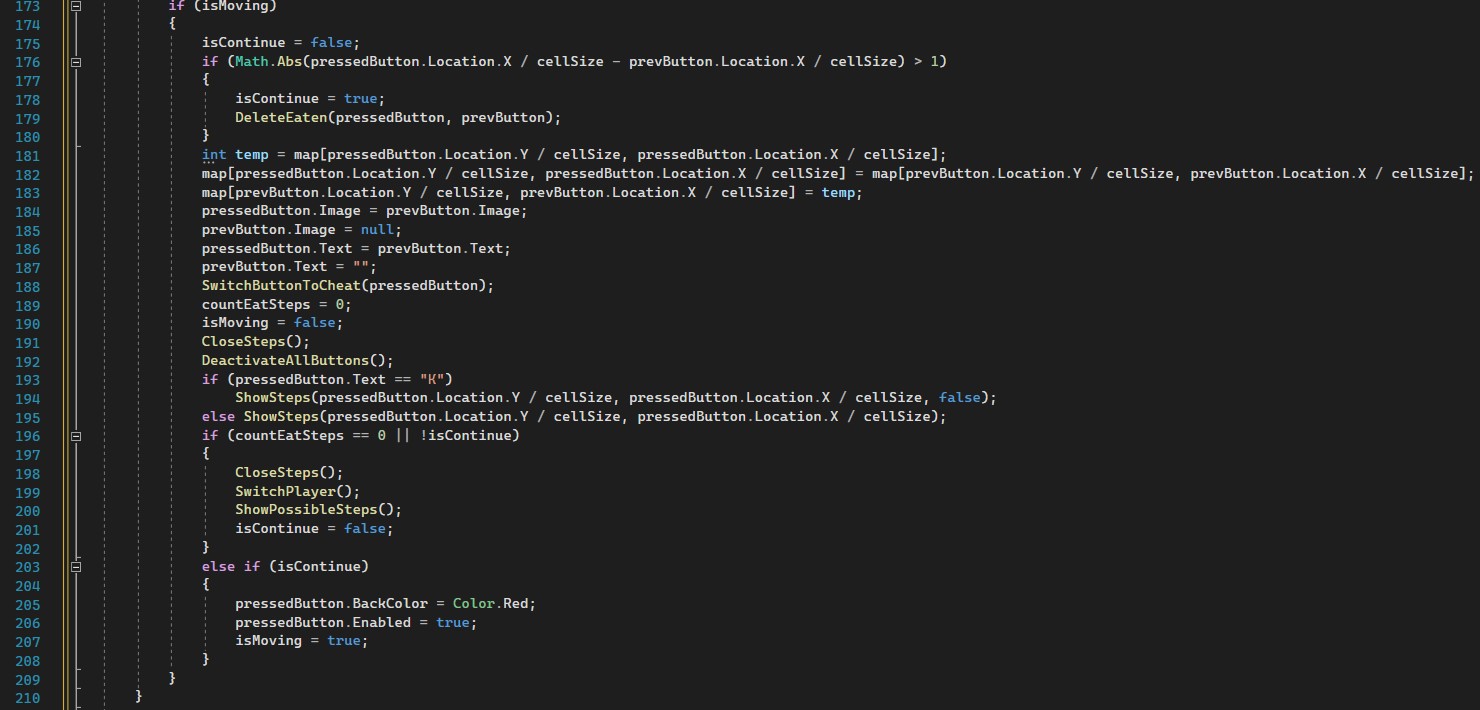 173 if (isMoving)
174 {
175 isContinue = false;
176 if (Math.Abs(pressedButton.Location.X / cellSize - prevButton.Location.X / cellSize) > 1)
177 {
178 isContinue = true;
179 DeleteEaten(pressedButton, prevButton);
180 }
181 int temp = map[pressedButton.Location.Y / cellSize, pressedButton.Location.X / cellSize];
182 map[pressedButton.Location.Y / cellSize, pressedButton.Location.X / cellSize] = map[prevButton.Location.Y / cellSize, prevButton.Location.X / cellSize];
183 map[prevButton.Location.Y / cellSize, prevButton.Location.X / cellSize] = temp;
184 pressedButton.Image = prevButton.Image;
185 prevButton.Image = null;
186 pressedButton.Text = prevButton.Text;
187 prevButton.Text = "";
188 SwitchButtonToCheat(pressedButton);
189 countEatSteps = 0;
190 isMoving = false;
191 CloseSteps();
192 DeactivateAllButtons();
193 if (pressedButton.Text == "K")
194 ShowSteps(pressedButton.Location.Y / cellSize, pressedButton.Location.X / cellSize, false);
195 else ShowSteps(pressedButton.Location.Y / cellSize, pressedButton.Location.X / cellSize);
196 if (countEatSteps == 0 || !isContinue)
197 {
198 CloseSteps();
199 SwitchPlayer();
200 ShowPossibleSteps();
201 isContinue = false;
202 }
203 else if (isContinue)
204 {
205 pressedButton.BackColor = Color.Red;
206 pressedButton.Enabled = true;
207 isMoving = true;
208 }
209 }
210 }